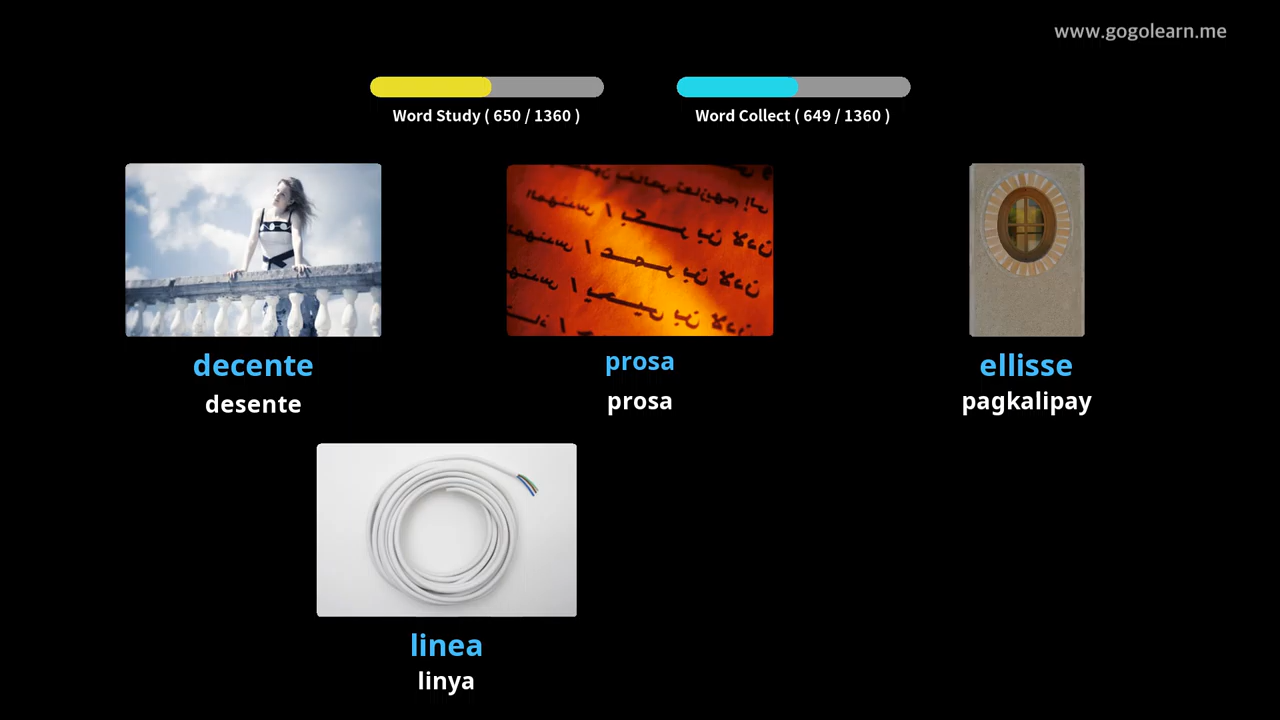 www.gogolearn.me
Word Study ( 650 / 1360 )
Word Collect ( 649 / 1360 )
decente
desente
prosa
prosa
ellisse
pagkalipay
linea
linya